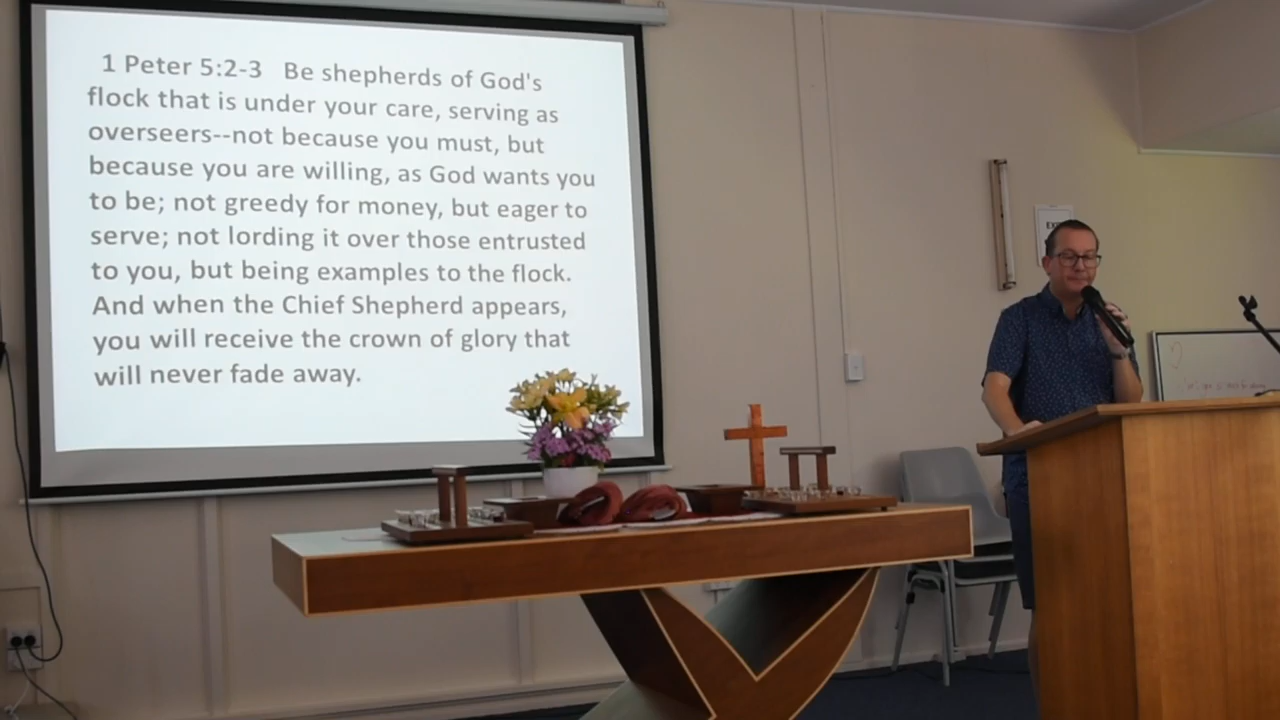 1 Peter 5:2-3 Be shepherds of God's
flock that is under your care, serving as
overseers--not because you must, but
because you are willing, as God wants you
to be; not greedy for money, but eager to
serve; not lording it over those entrusted
to you, but being examples to the flock.
And when the Chief Shepherd appears,
you will receive the crown of glory that
will never fade away.